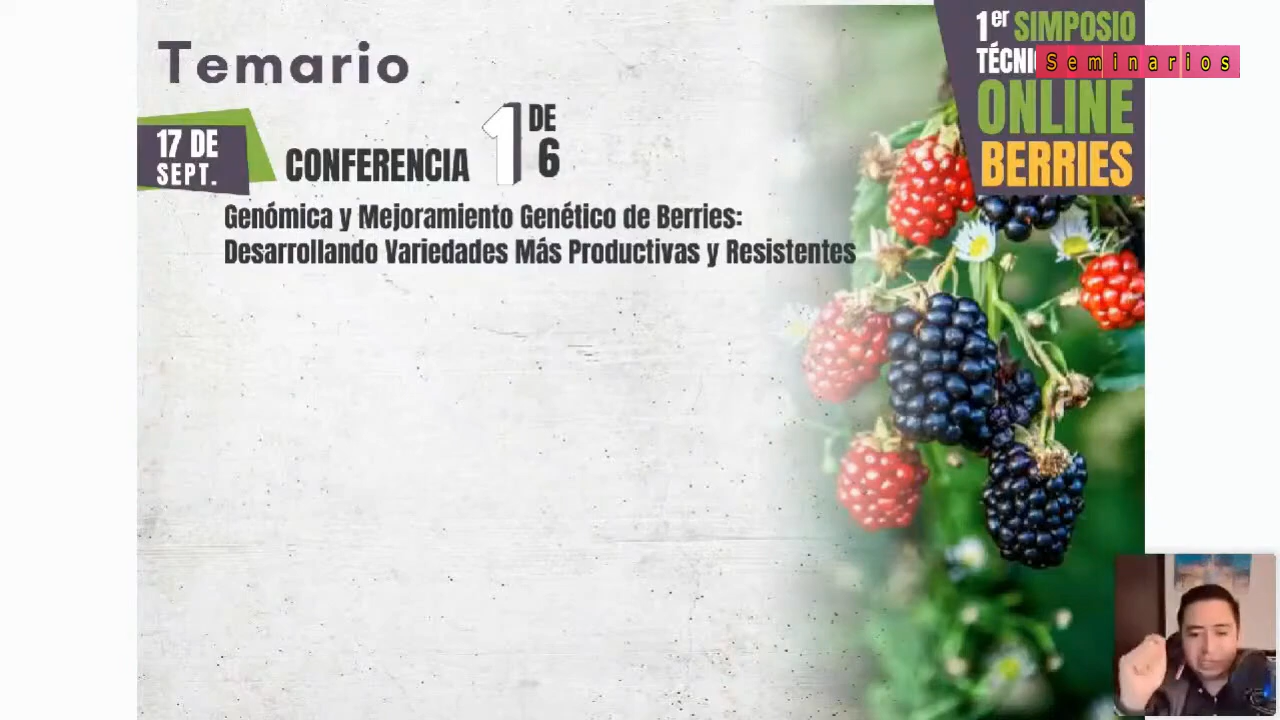 Temario
1er SIMPOSIO
TÉCNI
Seminarios
ONLINE
BERRIES
17 DE
SEPT.
CONFERENCIA 1 DE 6
Genómica y Mejoramiento Genético de Berries:
Desarrollando Variedades Más Productivas y Resistentes